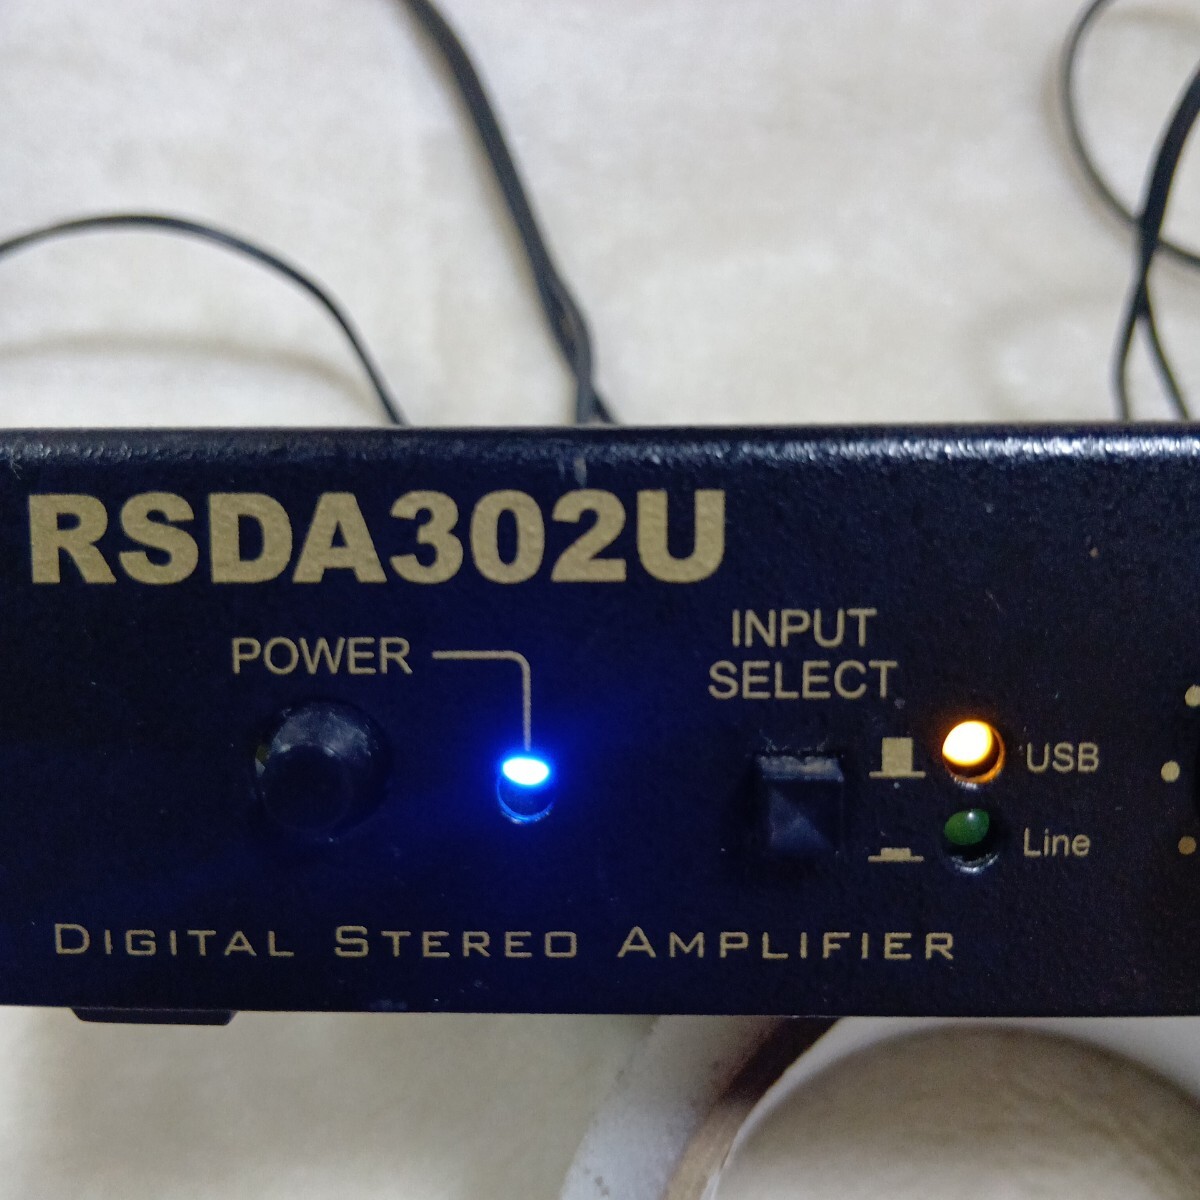 RSDA302U
POWER
INPUT
SELECT
USB
Line
DIGITAL STEREO AMPLIFIER